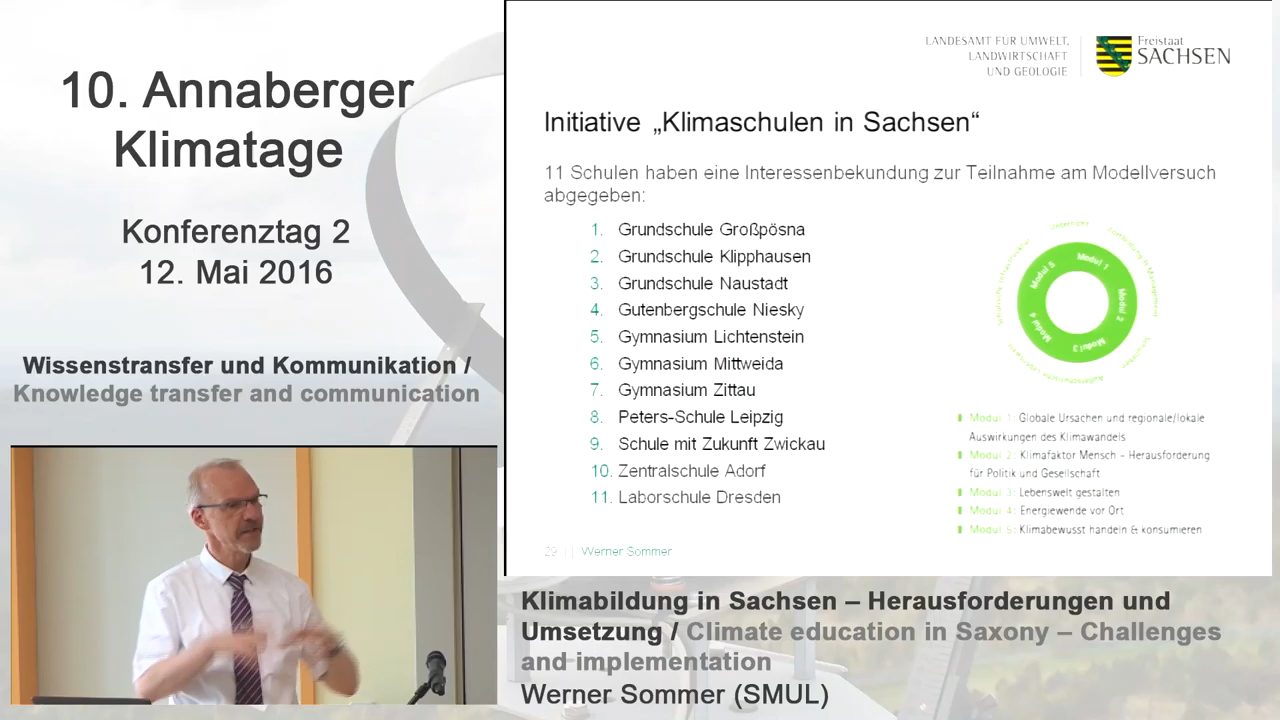 10. Annaberger
Klimatage
Konferenztag 2
12. Mai 2016
Wissenstransfer und Kommunikation /
Knowledge transfer and communication
LANDESAMT FÜR UMWELT,
LANDWIRTSCHAFT
UND GEOLOGIE
Freistaat
SACHSEN
Initiative „Klimaschulen in Sachsen“
11 Schulen haben eine Interessenbekundung zur Teilnahme am Modellversuch
abgegeben:
1. Grundschule Großpösna
2. Grundschule Klipphausen
3. Grundschule Naustadt
4. Gutenbergschule Niesky
5. Gymnasium Lichtenstein
6. Gymnasium Mittweida
7. Gymnasium Zittau
8. Peters-Schule Leipzig
9. Schule mit Zukunft Zwickau
10. Zentralschule Adorf
11. Laborschule Dresden
Modul 1
Modul 2
Modul 3
Modul 4
Modul 5
Modul 1: Globale Ursachen und regionale/lokale
Auswirkungen des Klimawandels
Modul 2: Klimafaktor Mensch – Herausforderung
für Politik und Gesellschaft
Modul 3: Lebenswelt gestalten
Modul 4: Energiewende vor Ort
Modul 5: Klimabewusst handeln & konsumieren
29 || Werner Sommer
Klimabildung in Sachsen – Herausforderungen und
Umsetzung / Climate education in Saxony – Challenges
and implementation
Werner Sommer (SMUL)